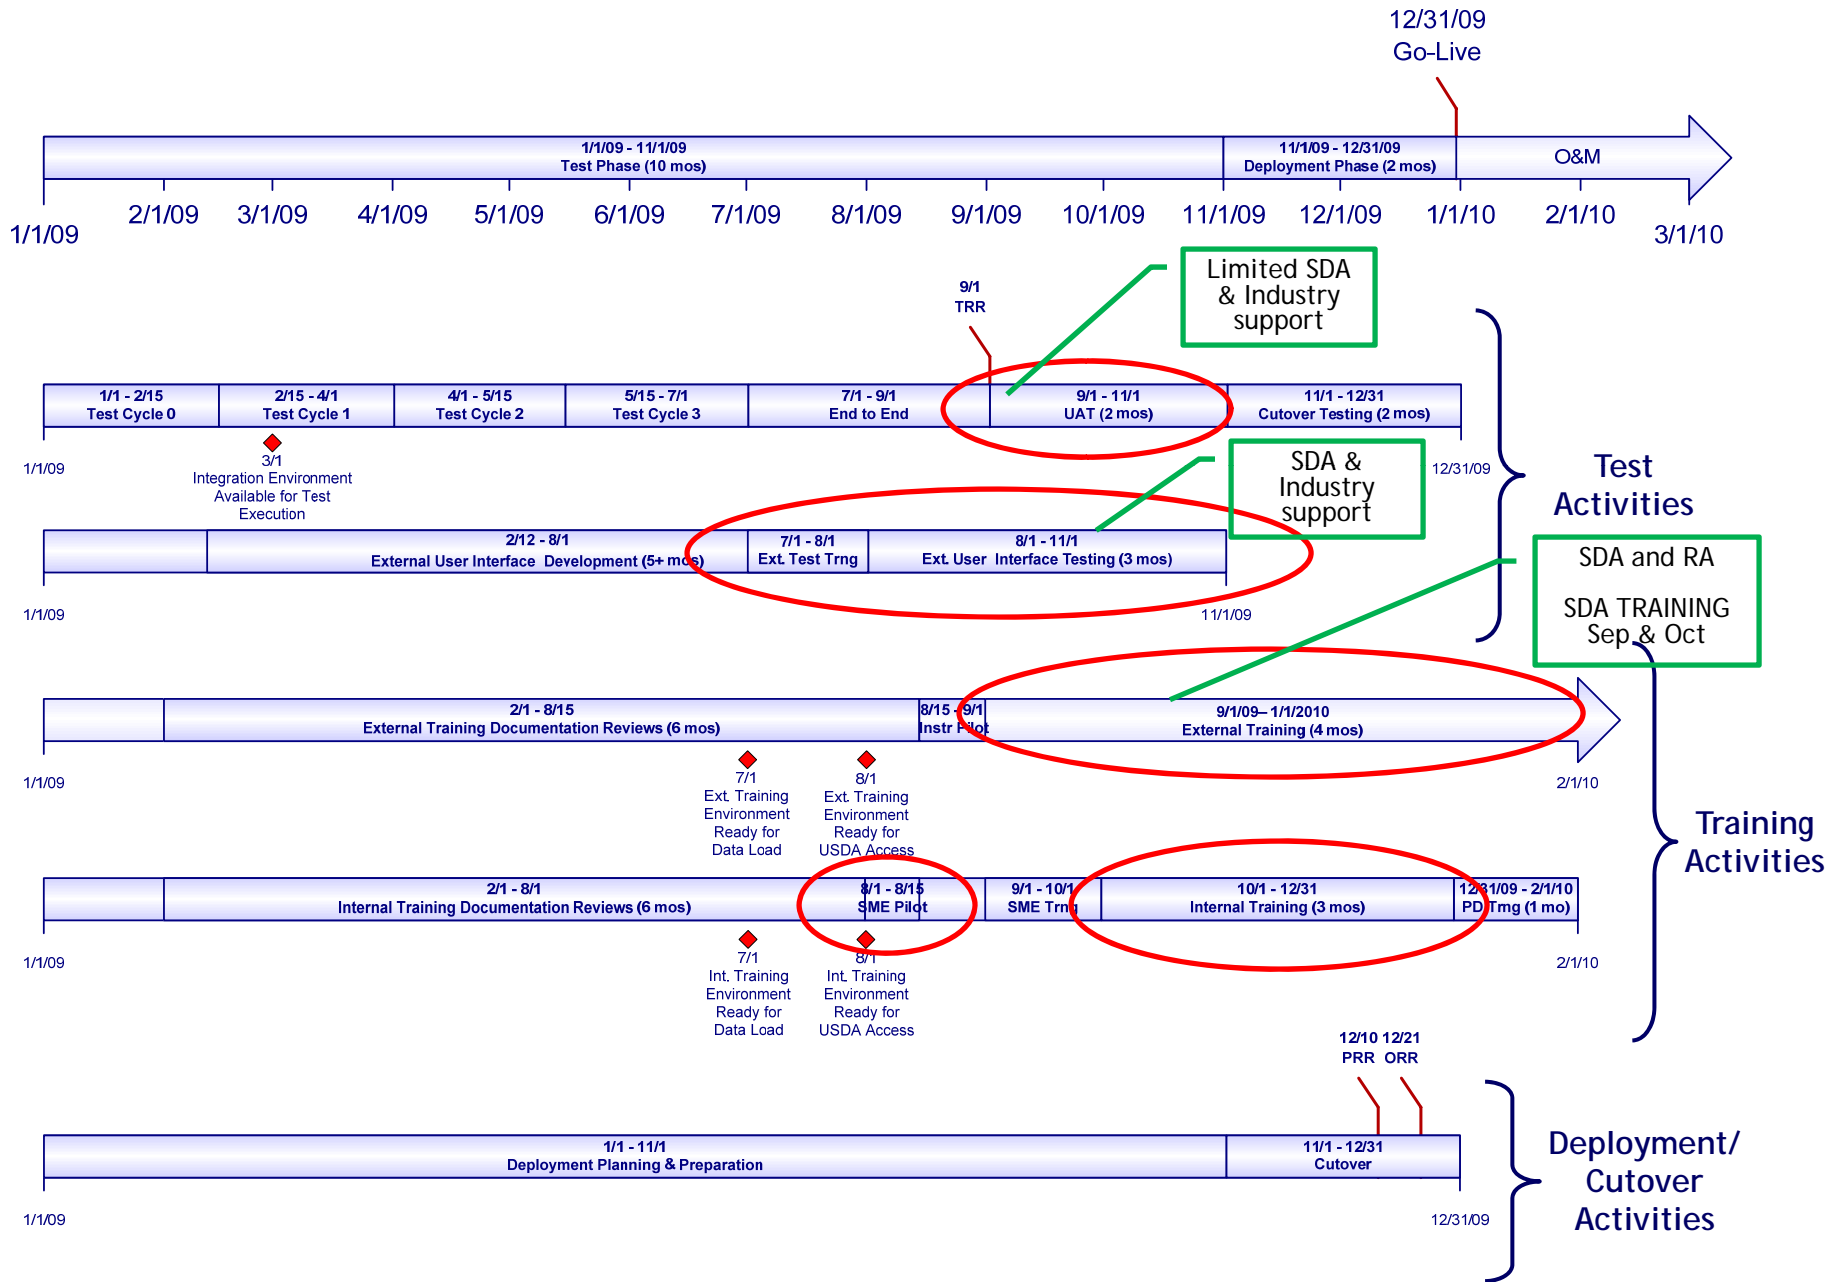 12/31/09
Go-Live
1/1/09 - 11/1/09
Test Phase (10 mos)
11/1/09 - 12/31/09
Deployment Phase (2 mos)
O&M
1/1/09
2/1/09
3/1/09
4/1/09
5/1/09
6/1/09
7/1/09
8/1/09
9/1/09
10/1/09
11/1/09
12/1/09
1/1/10
2/1/10
3/1/10
Limited SDA
& Industry
support
9/1
TRR
1/1 - 2/15
Test Cycle 0
2/15 - 4/1
Test Cycle 1
4/1 - 5/15
Test Cycle 2
5/15 - 7/1
Test Cycle 3
7/1 - 9/1
End to End
9/1 - 11/1
UAT (2 mos)
11/1 - 12/31
Cutover Testing (2 mos)
1/1/09
12/31/09
3/1
Integration Environment
Available for Test
Execution
SDA &
Industry
support
Test
Activities
2/12 - 8/1
External User Interface Development (5+ mos)
7/1 - 8/1
Ext. Test Trng
8/1 - 11/1
Ext. User Interface Testing (3 mos)
1/1/09
11/1/09
SDA and RA
SDA TRAINING
Sep & Oct
2/1 - 8/15
External Training Documentation Reviews (6 mos)
8/15 - 9/1
Instr Pilot
9/1/09– 1/1/2010
External Training (4 mos)
1/1/09
2/1/10
7/1
Ext. Training
Environment
Ready for
Data Load
8/1
Ext. Training
Environment
Ready for
USDA Access
Training
Activities
2/1 - 8/1
Internal Training Documentation Reviews (6 mos)
8/1 - 8/15
SME Pilot
9/1 - 10/1
SME Trng
10/1 - 12/31
Internal Training (3 mos)
12/31/09 - 2/1/10
PD Trng (1 mo)
1/1/09
2/1/10
7/1
Int. Training
Environment
Ready for
Data Load
8/1
Int. Training
Environment
Ready for
USDA Access
12/10
PRR
12/21
ORR
1/1 - 11/1
Deployment Planning & Preparation
11/1 - 12/31
Cutover
1/1/09
12/31/09
Deployment/
Cutover
Activities